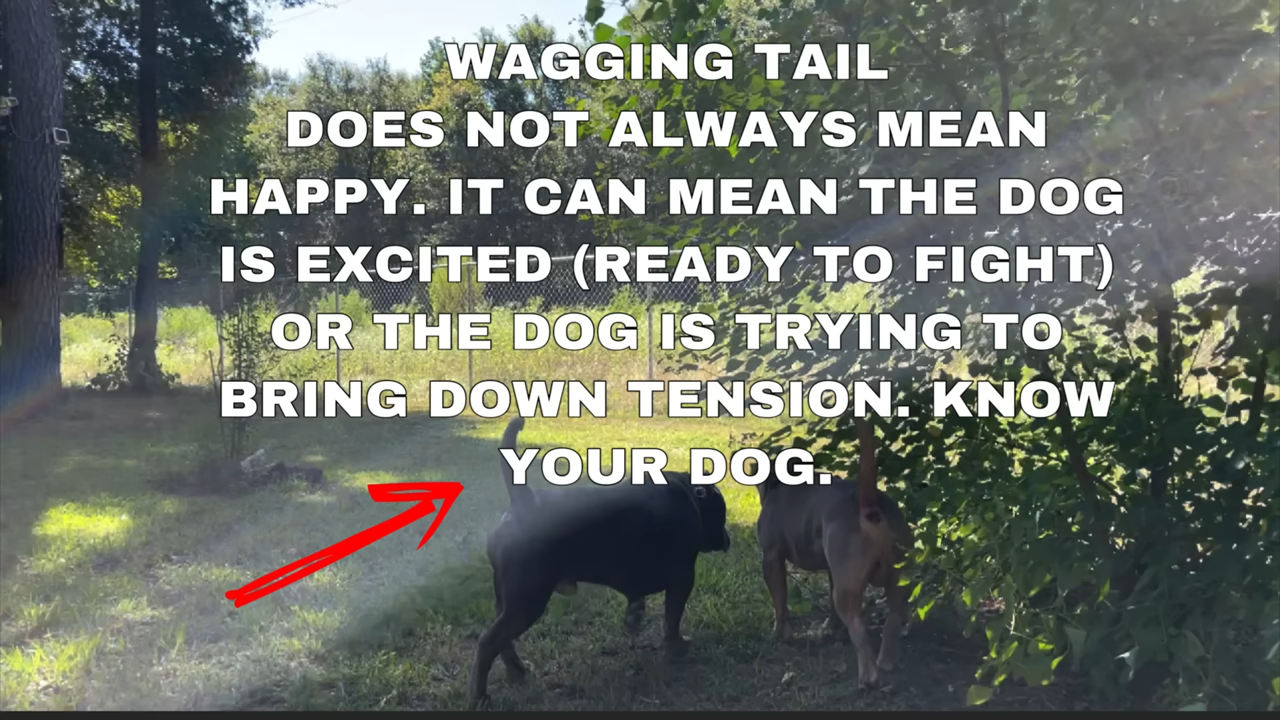 WAGGING TAIL
DOES NOT ALWAYS MEAN
HAPPY. IT CAN MEAN THE DOG
IS EXCITED (READY TO FIGHT)
OR THE DOG IS TRYING TO
BRING DOWN TENSION. KNOW
YOUR DOG.